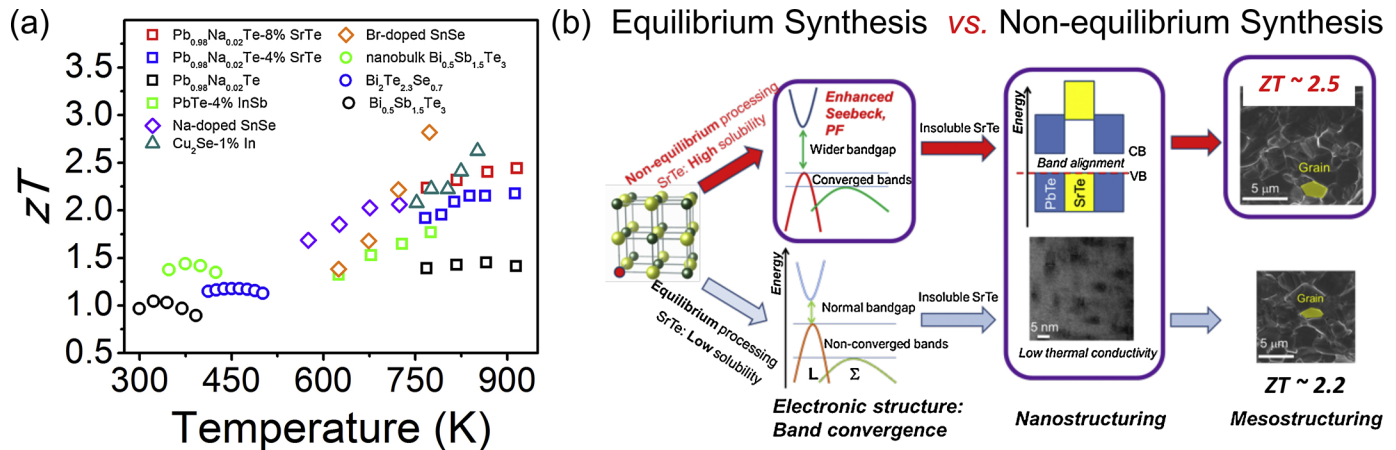 (a)
zT
3.5
3.0
2.5
2.0
1.5
1.0
0.5
300
450
600
750
900
Temperature (K)
Pb0.98Na0.02Te-8% SrTe
Pb0.98Na0.02Te-4% SrTe
Pb0.98Na0.02Te
PbTe-4% InSb
Na-doped SnSe
Cu2Se-1% In
Br-doped SnSe
nanobulk Bi0.5Sb1.5Te3
Bi2Te2.3Se0.7
Bi0.5Sb1.5Te3
(b) Equilibrium Synthesis vs. Non-equilibrium Synthesis
Non-equilibrium processing
SrTe: High solubility
Equilibrium processing
SrTe: Low solubility
Enhanced
Seebeck,
PF
Wider bandgap
Converged bands
Energy
Normal bandgap
Non-converged bands
L
Σ
Electronic structure:
Band convergence
Insoluble SrTe
Insoluble SrTe
Energy
CB
Band alignment
VB
PbTe
SrTe
5 nm
Low thermal conductivity
Nanostructuring
ZT ~ 2.5
Grain
5 μm
Grain
5 μm
ZT ~ 2.2
Mesostructuring